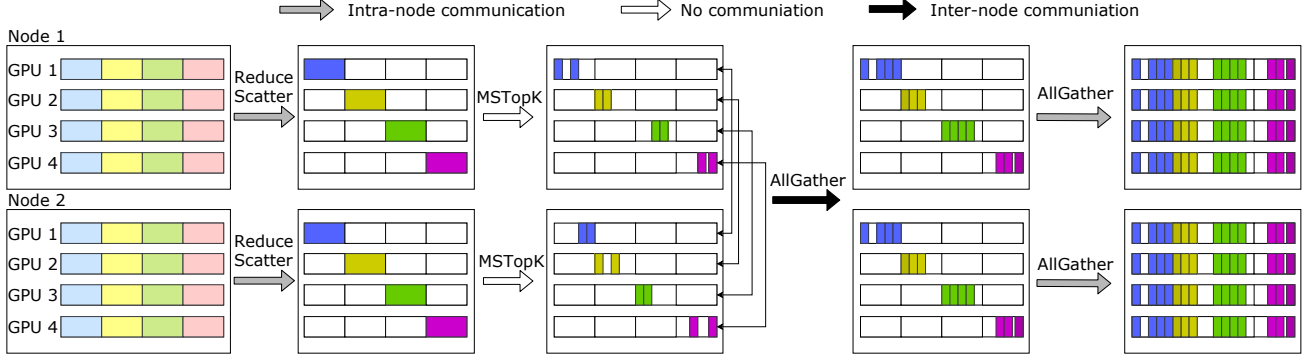 Intra-node communication
No communiation
Inter-node communiation
Node 1
GPU 1
GPU 2
GPU 3
GPU 4
Reduce
Scatter
MSTopK
AllGather
AllGather
Node 2
GPU 1
GPU 2
GPU 3
GPU 4
Reduce
Scatter
MSTopK
AllGather